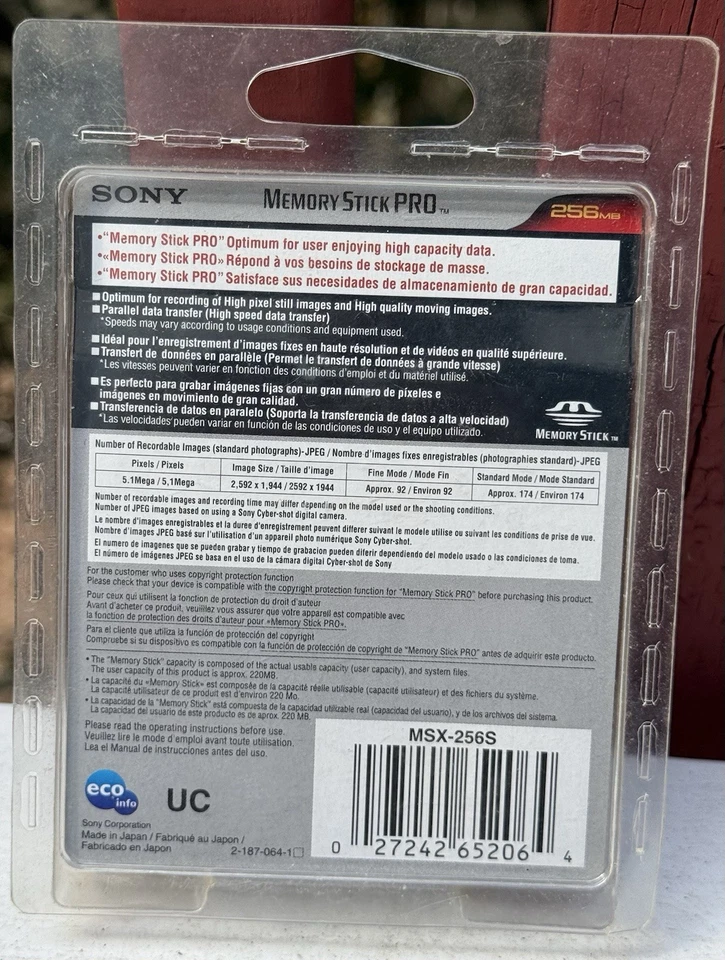 SONY MEMORY STICK PRO™ 256MB
•"Memory Stick PRO" Optimum for user enjoying high capacity data.
•«Memory Stick PRO» Répond à vos besoins de stockage de masse.
•"Memory Stick PRO" Satisface sus necesidades de almacenamiento de gran capacidad.
■Optimum for recording of High pixel still images and High quality moving images.
■Parallel data transfer (High speed data transfer)
*Speeds may vary according to usage conditions and equipment used.
■Idéal pour l'enregistrement d'images fixes en haute résolution et de vidéos en qualité supérieure.
■Transfert de données en parallèle (Permet le transfert de données à grande vitesse)
*Les vitesses peuvent varier en fonction des conditions d'emploi et du matériel utilisé.
■Es perfecto para grabar imágenes fijas con un gran número de píxeles e
imágenes en movimiento de gran calidad.
■Transferencia de datos en paralelo (Soporta la transferencia de datos a alta velocidad)
*Las velocidades pueden variar en función de las condiciones de uso y el equipo utilizado.
MEMORY STICK™
Number of Recordable Images (standard photographs)-JPEG / Nombre d'images fixes enregistrables (photographies standard)-JPEG
Pixels / Pixels Image Size / Taille d'image Fine Mode / Mode Fin Standard Mode / Mode Standard
5.1Mega / 5,1Mega 2,592 x 1,944 / 2592 x 1944 Approx. 92 / Environ 92 Approx. 174 / Environ 174
Number of recordable images and recording time may differ depending on the model used or the shooting conditions.
Number of JPEG images based on using a Sony Cyber-shot digital camera.
Le nombre d'images enregistrables et la duree d'enregistrement peuvent différer suivant le modele utilise ou suivant les conditions de prise de vue.
Nombre d'images JPEG basé sur l'utilisation d'un appareil photo numérique Sony Cyber-shot.
El numero de imagenes que se pueden grabar y tiempo de grabacion pueden diferir dependiendo del modelo usado o las condiciones de toma.
El número de imágenes JPEG se basa en el uso de la cámara digital Cyber-shot de Sony
For the customer who uses copyright protection function
Please check that your device is compatible with the copyright protection function for "Memory Stick PRO" before purchasing this product.
Pour ceux qui utilisent la fonction de protection du droit d'auteur
Avant d'acheter ce produit, veuilllez vous assurer que votre appareil est compatible avec
la fonction de protection des droits d'auteur pour «Memory Stick PRO».
Para el cliente que utiliza la función de protección del copyright
Compruebe si su dispositivo es compatible con la función de protección de copyright de "Memory Stick PRO" antes de adquirir este producto.
• The "Memory Stick" capacity is composed of the actual usable capacity (user capacity), and system files.
The user capacity of this product is approx. 220MB.
• La capacité du «Memory Stick» est composée de la capacité réelle utilisable (capacité utilisateur) et des fichiers du système.
La capacité utilisateur de ce produit est d'environ 220 Mo.
• La capacidad de la "Memory Stick" está compuesta de la capacidad utilizable real (capacidad del usuario), y de los archivos del sistema.
La capacidad del usuario de este producto es de aprox. 220 MB.
Please read the operating instructions before use.
Veuillez lire le mode d'emploi avant toute utilisation.
Lea el Manual de instrucciones antes del uso.
MSX-256S
eco info UC
Sony Corporation
Made in Japan / Fabriqué au Japon /
Fabricado en Japón 2-187-064-1□
0 27242 65206 4